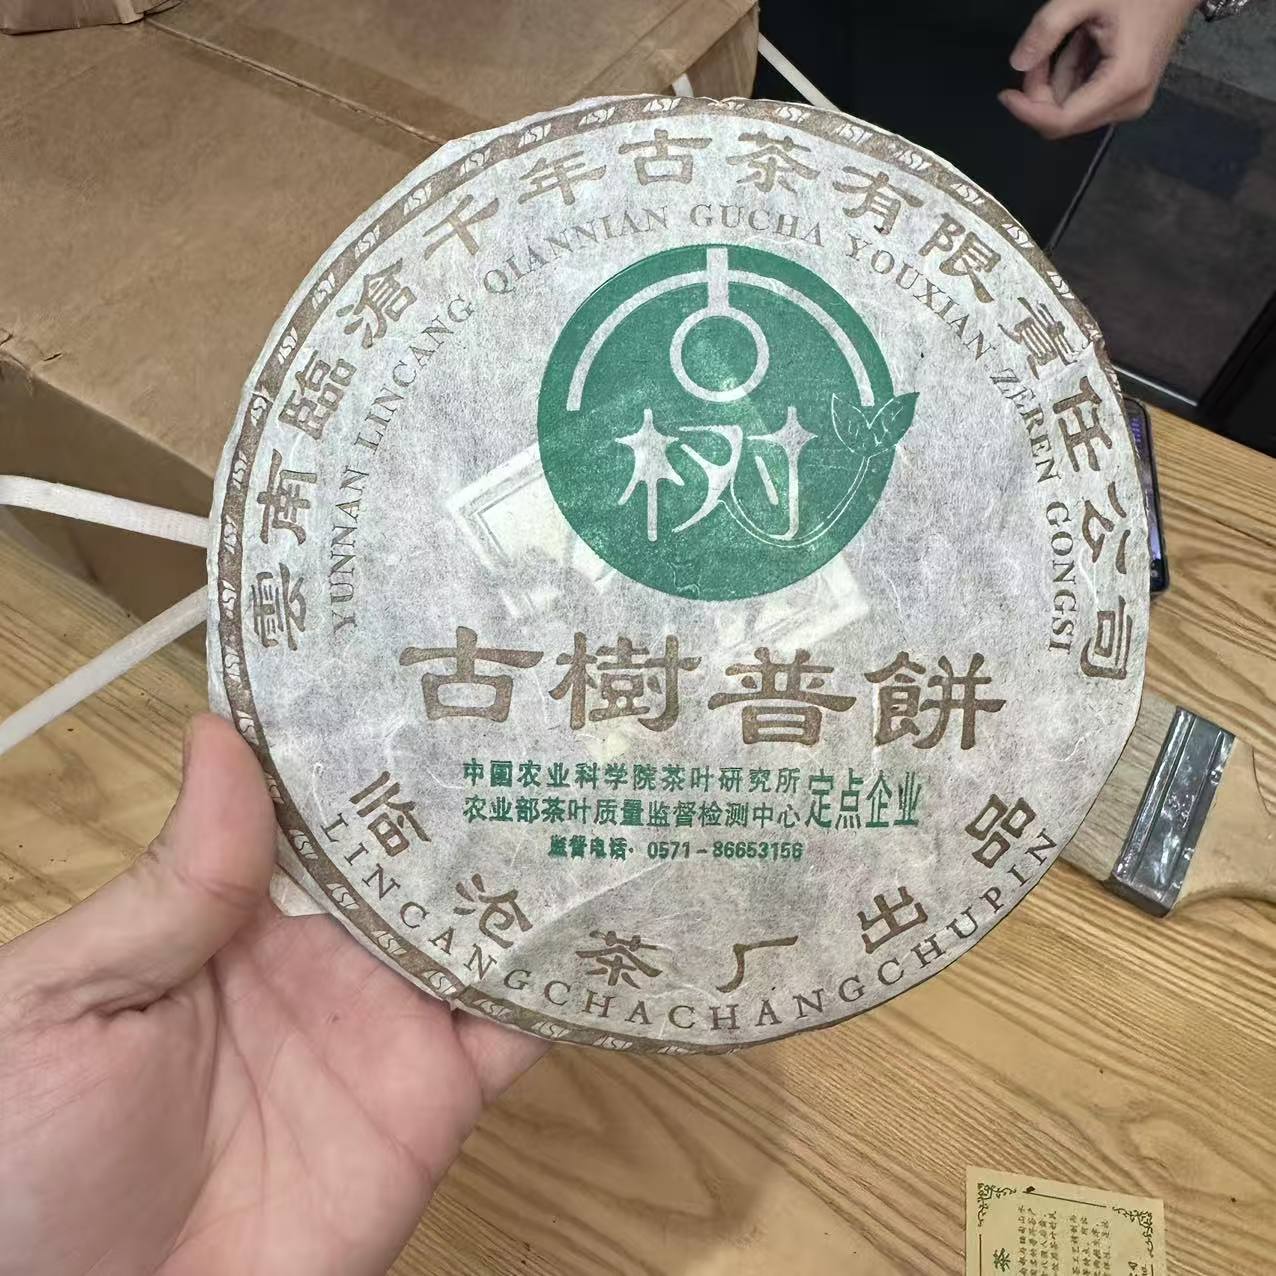 雲南臨滄千年古茶有限責任公司
YUNNAN LINCANG QIANNIAN GUCHA YOUXIAN ZEREN GONGSI
古树
古樹普餅
中国农业科学院茶叶研究所
农业部茶叶质量监督检测中心
定点企业
监督电话·0571-86653156
临沧茶厂出品
LINCANGCHACHANGCHUPIN
茶